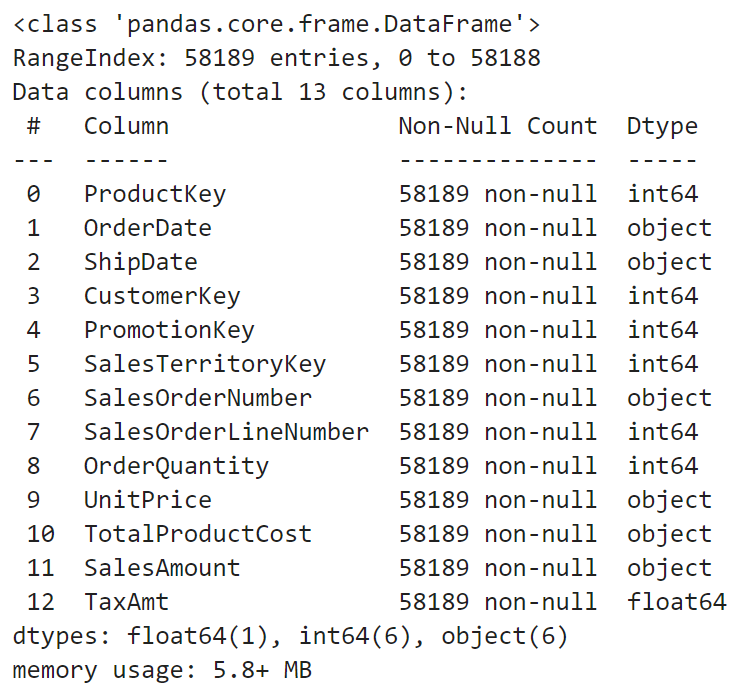 <class 'pandas.core.frame.DataFrame'>
RangeIndex: 58189 entries, 0 to 58188
Data columns (total 13 columns):
 #   Column                Non-Null Count  Dtype
---  ------                --------------  -----
 0   ProductKey            58189 non-null  int64
 1   OrderDate             58189 non-null  object
 2   ShipDate              58189 non-null  object
 3   CustomerKey           58189 non-null  int64
 4   PromotionKey          58189 non-null  int64
 5   SalesTerritoryKey     58189 non-null  int64
 6   SalesOrderNumber      58189 non-null  object
 7   SalesOrderLineNumber  58189 non-null  int64
 8   OrderQuantity         58189 non-null  int64
 9   UnitPrice             58189 non-null  object
 10  TotalProductCost      58189 non-null  object
 11  SalesAmount           58189 non-null  object
 12  TaxAmt                58189 non-null  float64
dtypes: float64(1), int64(6), object(6)
memory usage: 5.8+ MB